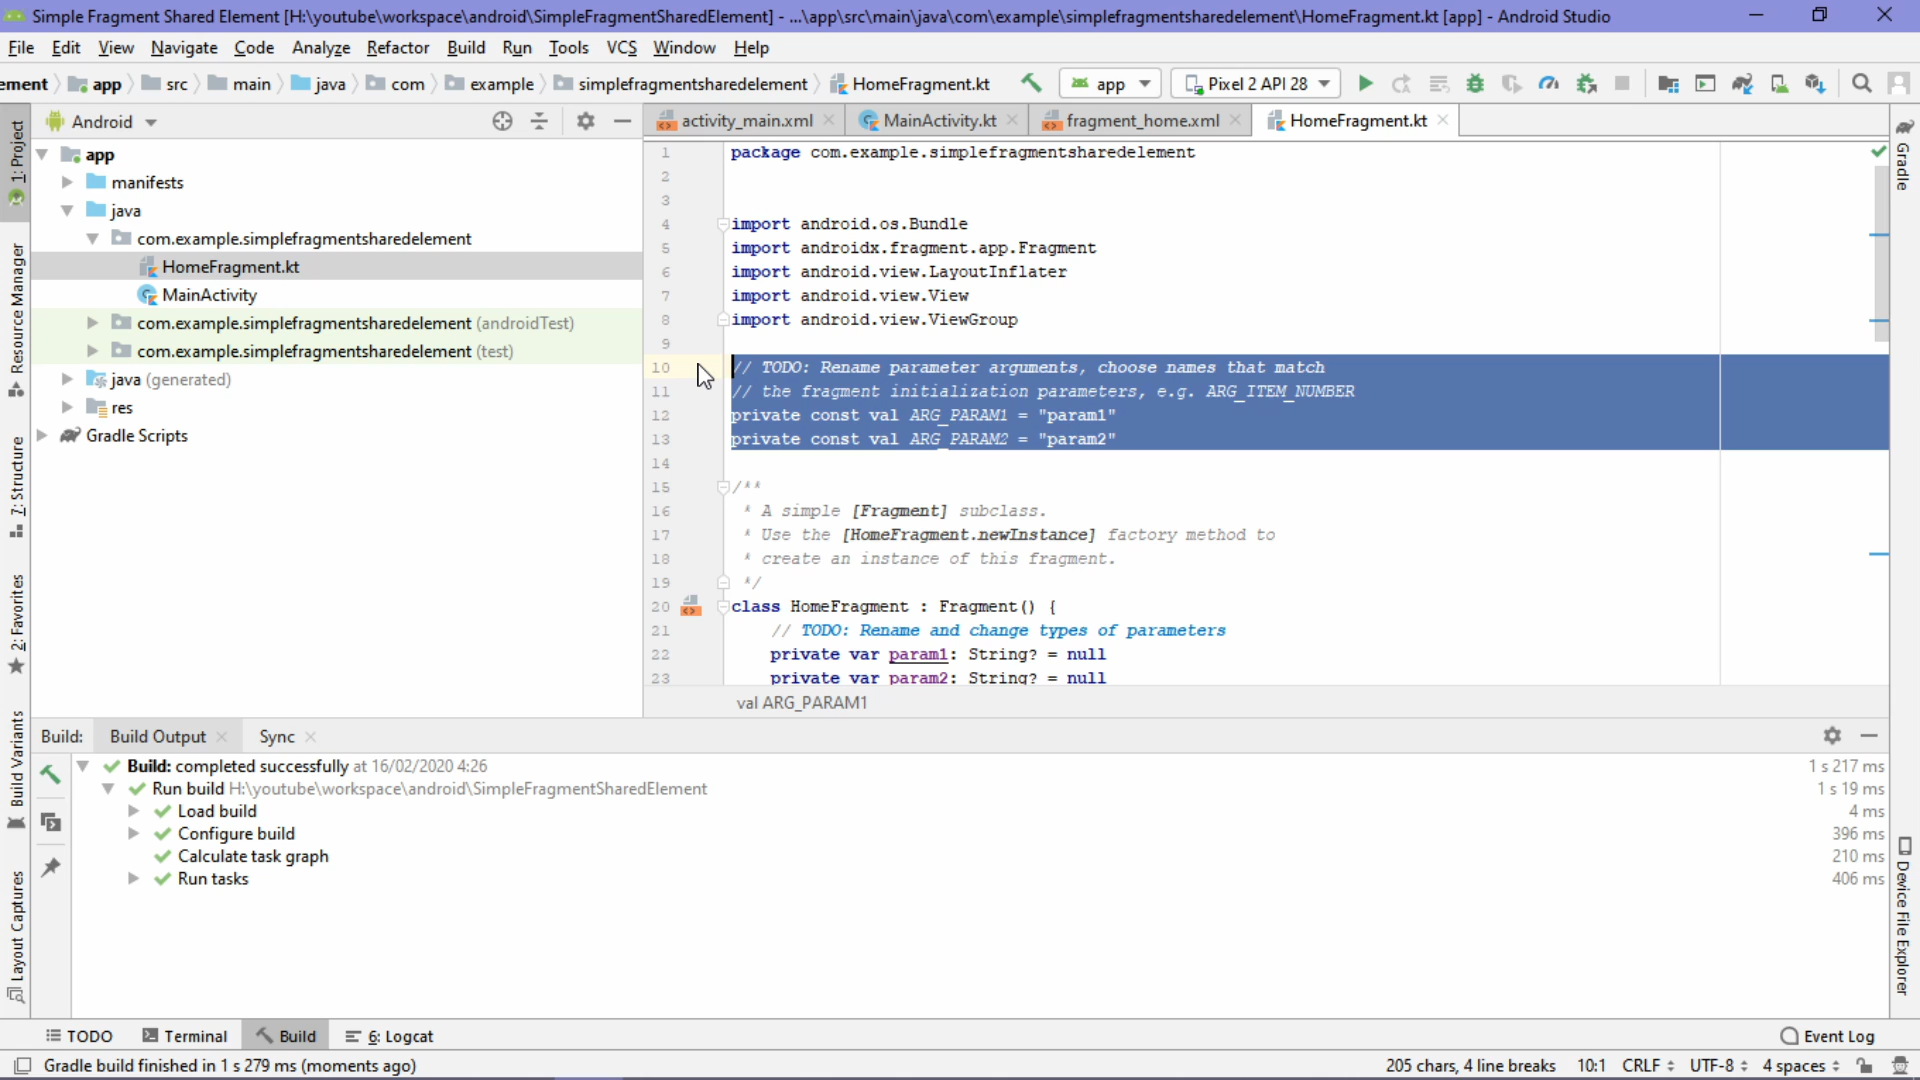 Simple Fragment Shared Element [H:\youtube\workspace\android\SimpleFragmentSharedElement] - ...\app\src\main\java\com\example\simplefragmentsharedelement\HomeFragment.kt [app] - Android Studio
File Edit View Navigate Code Analyze Refactor Build Run Tools VCS Window Help
ement app src main java com example simplefragmentsharedelement HomeFragment.kt app Pixel 2 API 28
Android
activity_main.xml MainActivity.kt fragment_home.xml HomeFragment.kt
1: Project
Resource Manager
7: Structure
2: Favorites
Build Variants
Layout Captures
app
manifests
java
com.example.simplefragmentsharedelement
HomeFragment.kt
MainActivity
com.example.simplefragmentsharedelement (androidTest)
com.example.simplefragmentsharedelement (test)
java (generated)
res
Gradle Scripts
1 package com.example.simplefragmentsharedelement
2
3
4 import android.os.Bundle
5 import androidx.fragment.app.Fragment
6 import android.view.LayoutInflater
7 import android.view.View
8 import android.view.ViewGroup
9
10 // TODO: Rename parameter arguments, choose names that match
11 // the fragment initialization parameters, e.g. ARG_ITEM_NUMBER
12 private const val ARG_PARAM1 = "param1"
13 private const val ARG_PARAM2 = "param2"
14
15 /**
16 * A simple [Fragment] subclass.
17 * Use the [HomeFragment.newInstance] factory method to
18 * create an instance of this fragment.
19 */
20 class HomeFragment : Fragment() {
21 // TODO: Rename and change types of parameters
22 private var param1: String? = null
23 private var param2: String? = null
val ARG_PARAM1
Gradle
Device File Explorer
Build: Build Output Sync
Build: completed successfully at 16/02/2020 4:26 1 s 217 ms
Run build H:\youtube\workspace\android\SimpleFragmentSharedElement 1 s 19 ms
Load build 4 ms
Configure build 396 ms
Calculate task graph 210 ms
Run tasks 406 ms
TODO Terminal Build 6: Logcat Event Log
Gradle build finished in 1 s 279 ms (moments ago) 205 chars, 4 line breaks 10:1 CRLF UTF-8 4 spaces